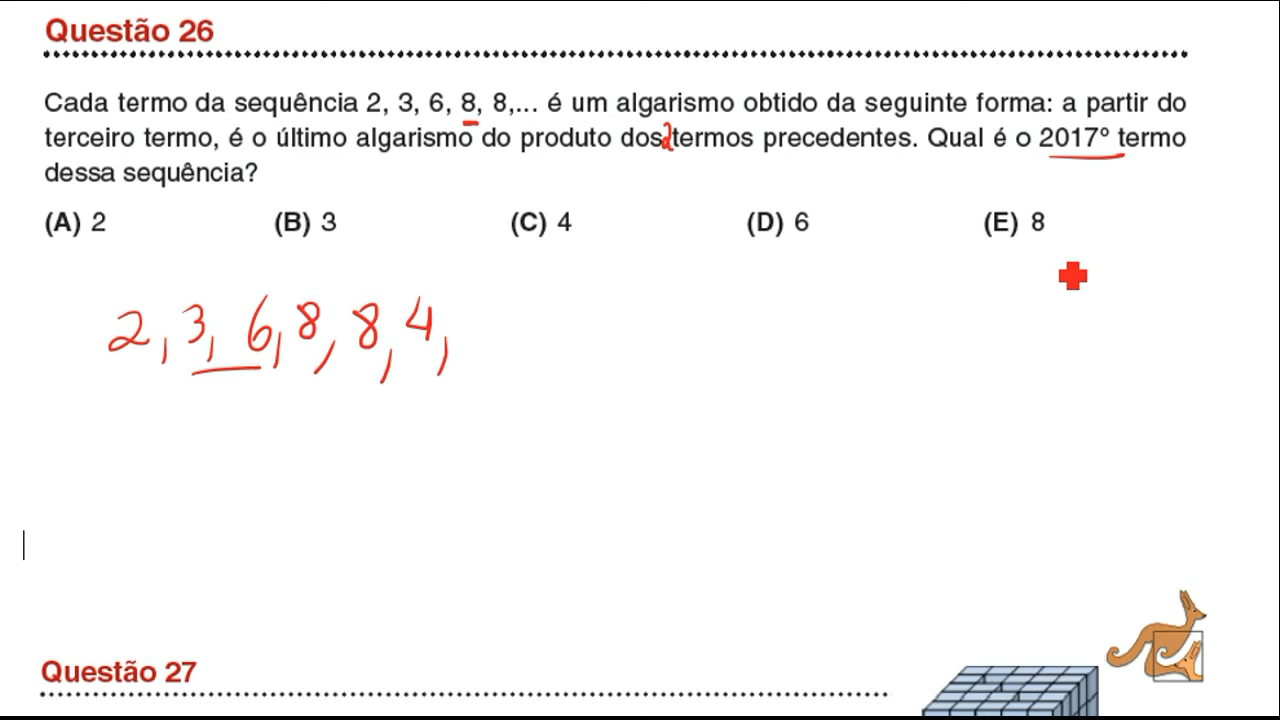 Questão 26
Cada termo da sequência 2, 3, 6, 8, 8,... é um algarismo obtido da seguinte forma: a partir do
terceiro termo, é o último algarismo do produto dos 2 termos precedentes. Qual é o 2017º termo
dessa sequência?
(A) 2 (B) 3 (C) 4 (D) 6 (E) 8
2, 3, 6, 8, 8, 4,
Questão 27